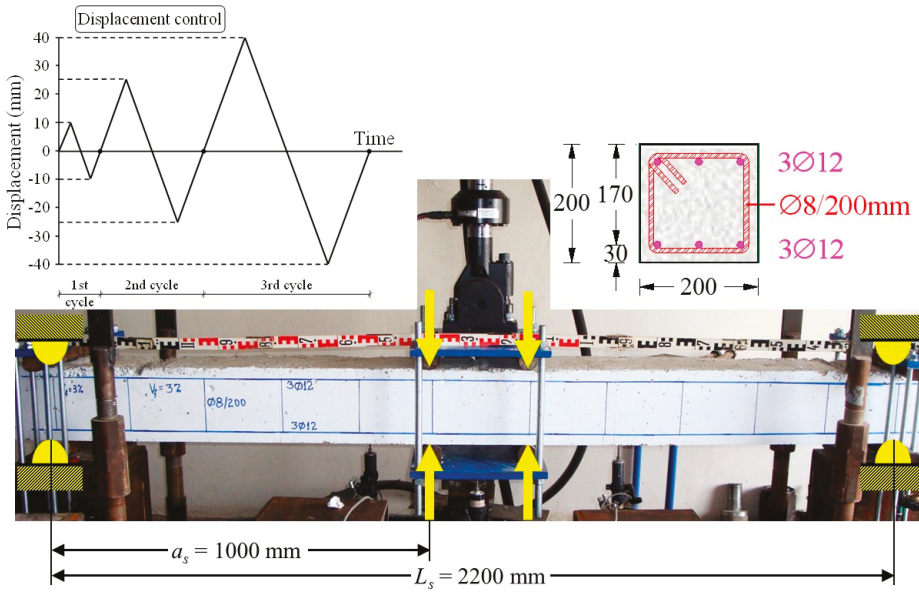 Displacement control
Displacement (mm)
40
30
20
10
0
-10
-20
-30
-40
Time
1st cycle
2nd cycle
3rd cycle
200
170
30
200
3Ø12
Ø8/200mm
3Ø12
V_f=3%
3Ø12
Ø8/200
3Ø12
a_s = 1000 mm
L_s = 2200 mm